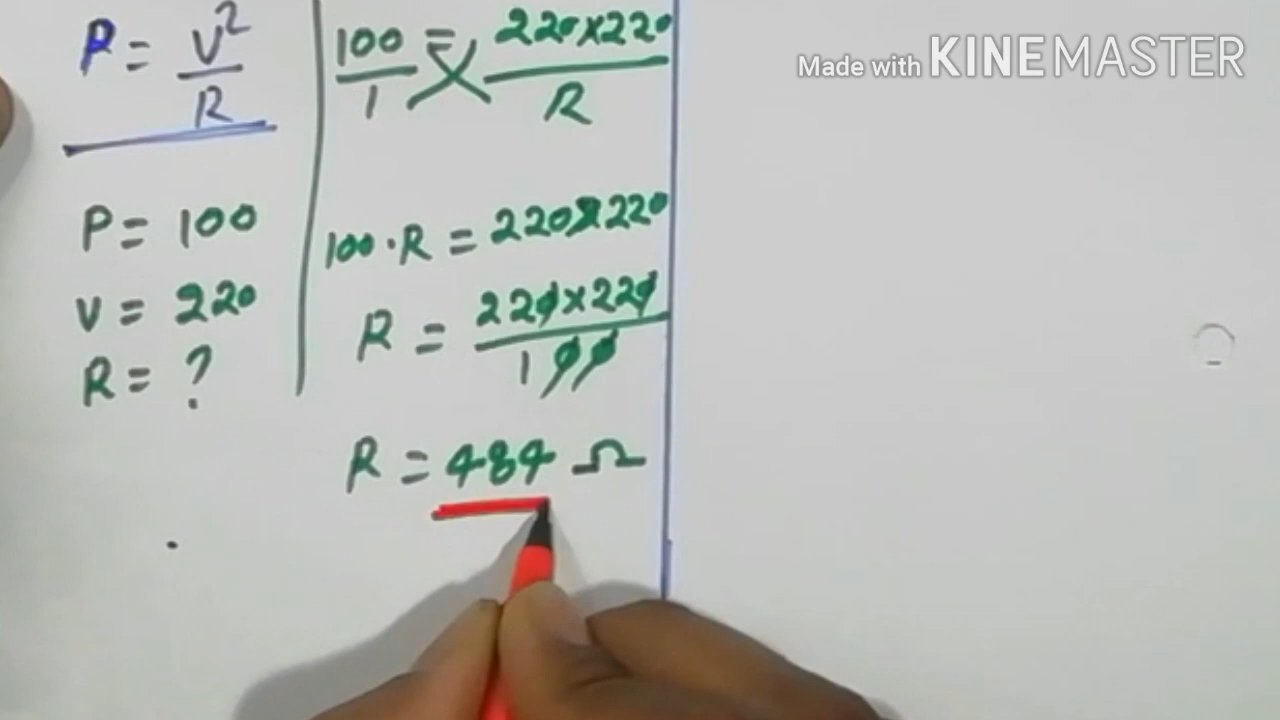 P = V²/R
P = 100
V = 220
R = ?
100/1 = 220×220/R
100·R = 220×220
R = 220×220/100
R = 484 Ω
Made with KINEMASTER